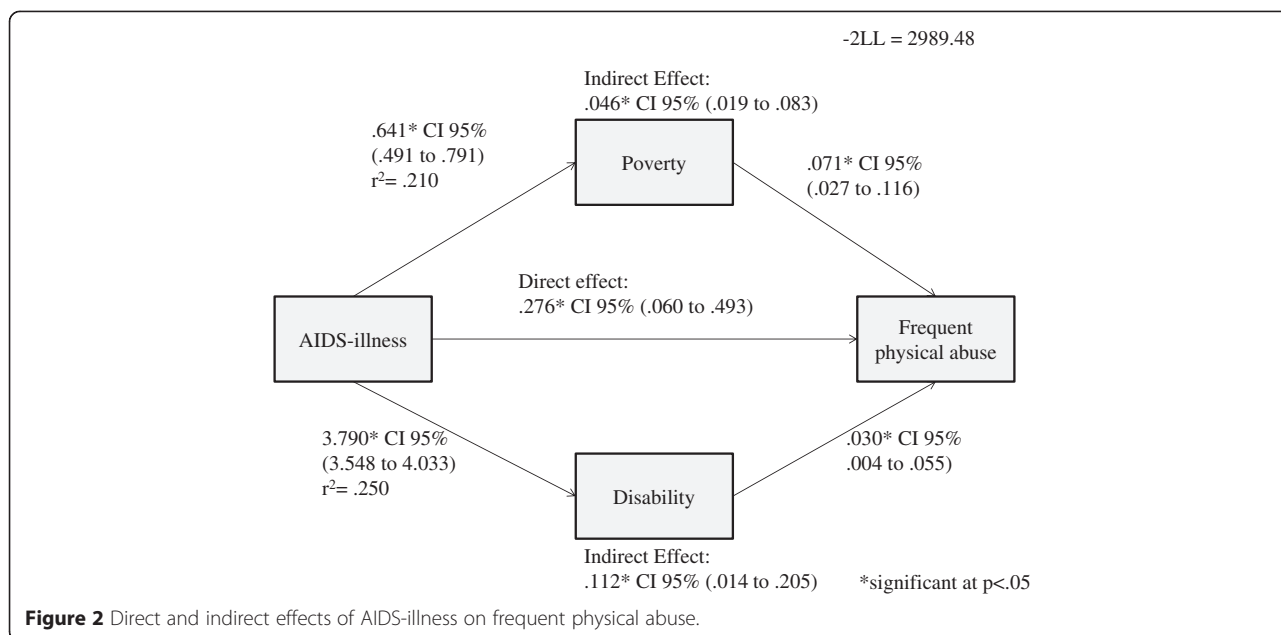 -2LL = 2989.48
Indirect Effect:
.046* CI 95% (.019 to .083)
.641* CI 95%
(.491 to .791)
r²= .210
Poverty
.071* CI 95%
(.027 to .116)
Direct effect:
.276* CI 95% (.060 to .493)
AIDS-illness
Frequent
physical abuse
3.790* CI 95%
(3.548 to 4.033)
r²= .250
.030* CI 95%
.004 to .055)
Disability
Indirect Effect:
.112* CI 95% (.014 to .205)
*significant at p<.05
Figure 2 Direct and indirect effects of AIDS-illness on frequent physical abuse.